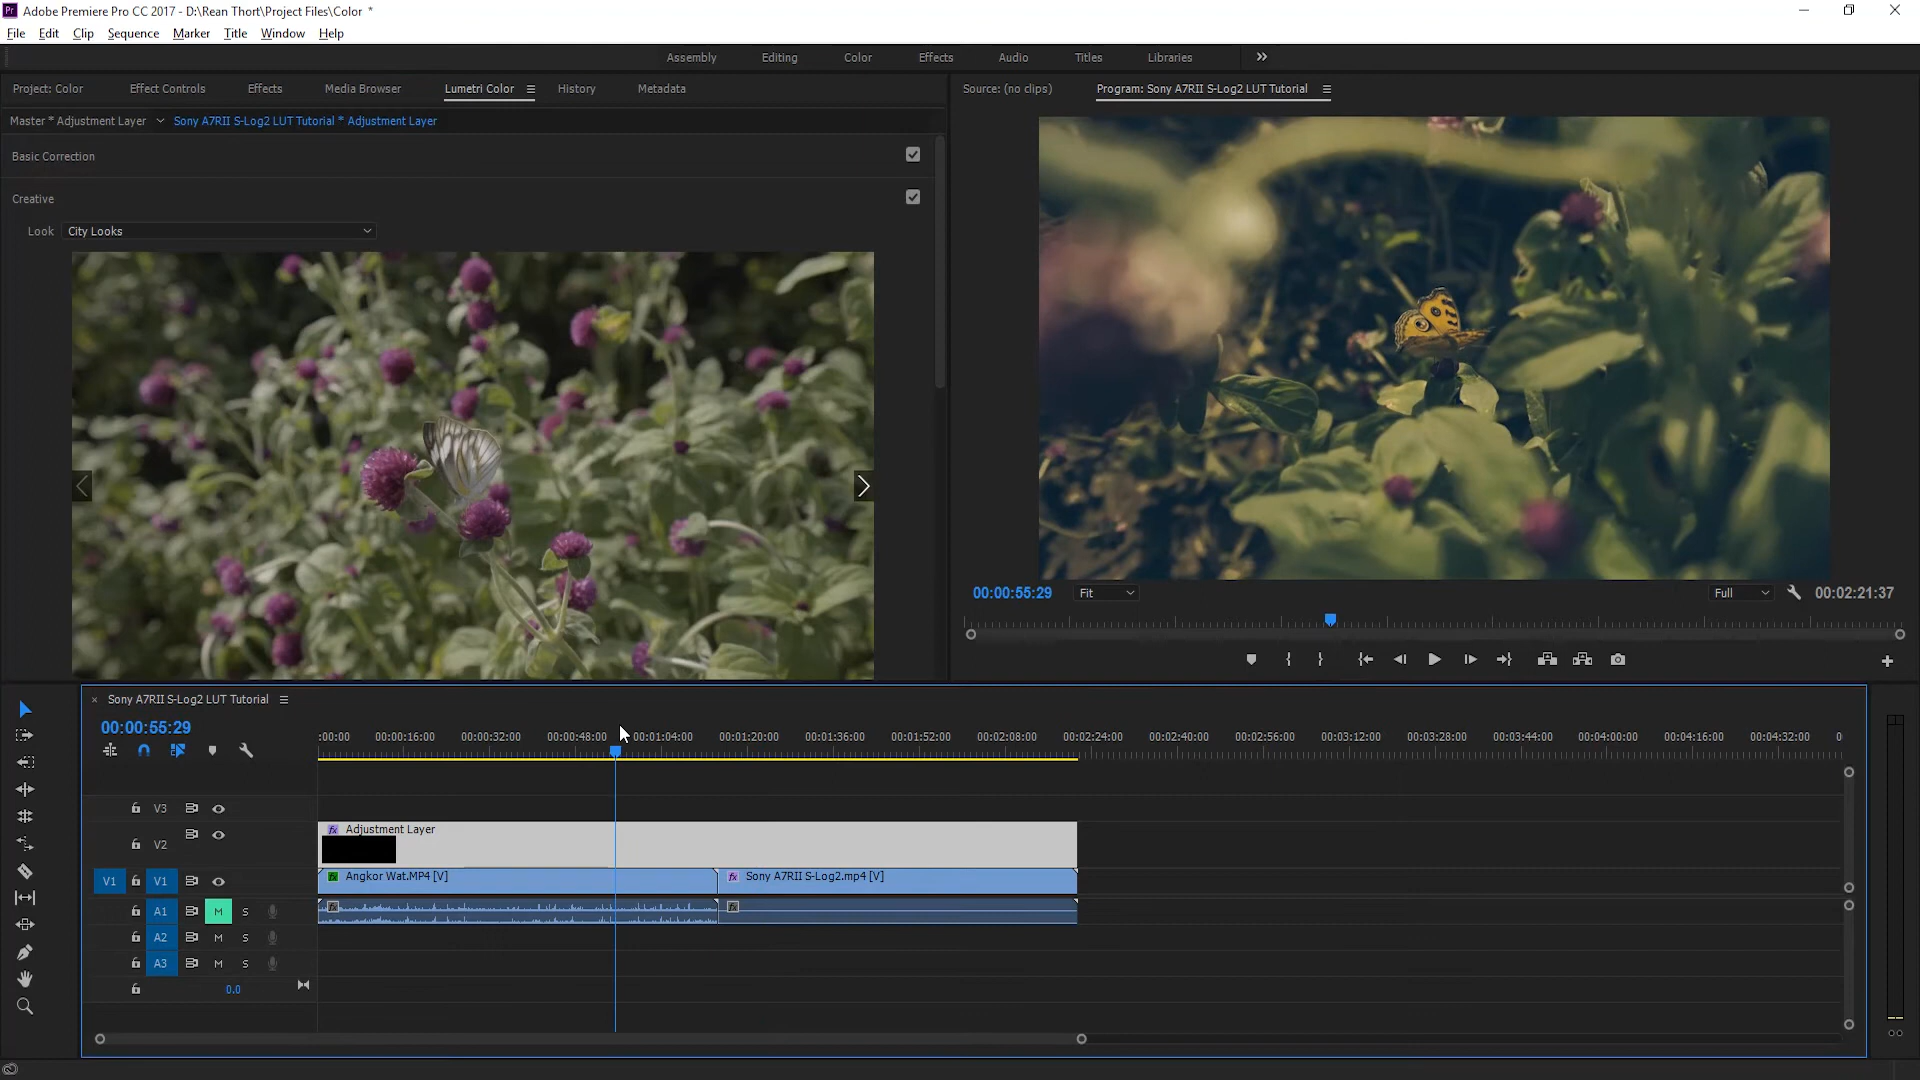 Adobe Premiere Pro CC 2017 - D:\Rean Thort\Project Files\Color *
File Edit Clip Sequence Marker Title Window Help
Assembly Editing Color Effects Audio Titles Libraries
Project: Color Effect Controls Effects Media Browser Lumetri Color History Metadata
Source: (no clips) Program: Sony A7RII S-Log2 LUT Tutorial
Master * Adjustment Layer Sony A7RII S-Log2 LUT Tutorial * Adjustment Layer
Basic Correction
Creative
Look City Looks
00:00:55:29 Fit Full 00:02:21:37
Sony A7RII S-Log2 LUT Tutorial
00:00:55:29
:00:00 00:00:16:00 00:00:32:00 00:00:48:00 00:01:04:00 00:01:20:00 00:01:36:00 00:01:52:00 00:02:08:00 00:02:24:00 00:02:40:00 00:02:56:00 00:03:12:00 00:03:28:00 00:03:44:00 00:04:00:00 00:04:16:00 00:04:32:00 0
V3
V2 fx Adjustment Layer
V1 V1 fx Angkor Wat.MP4 [V] fx Sony A7RII S-Log2.mp4 [V]
A1 M S fx fx
A2 M S
A3 M S
0.0